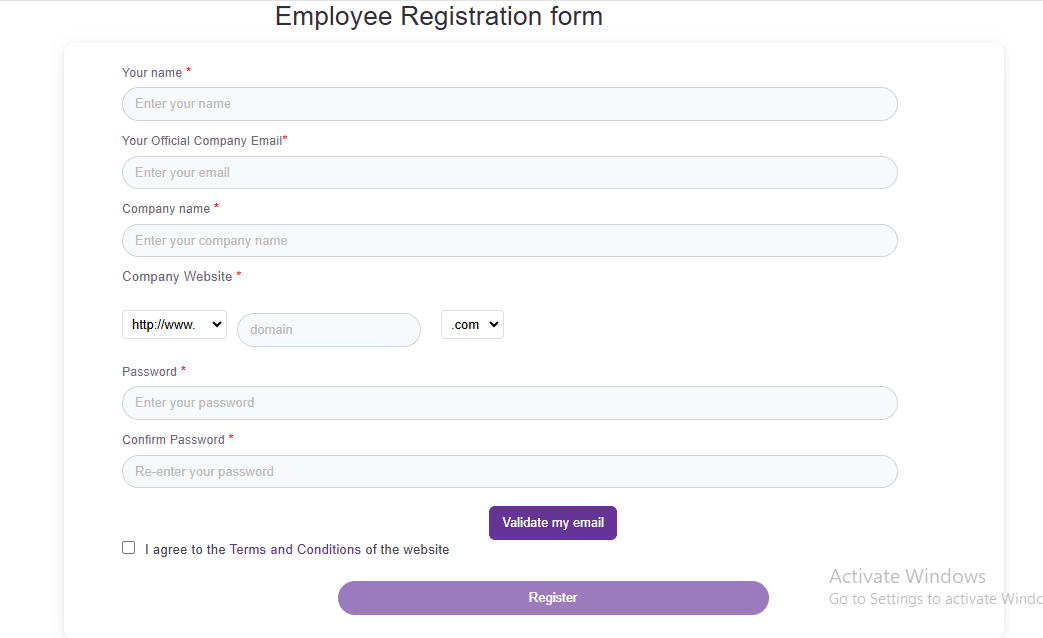 Employee Registration form
Your name *
Enter your name
Your Official Company Email*
Enter your email
Company name *
Enter your company name
Company Website *
http://www. domain .com
Password *
Enter your password
Confirm Password *
Re-enter your password
Validate my email
I agree to the Terms and Conditions of the website
Register
Activate Windows
Go to Settings to activate Windo